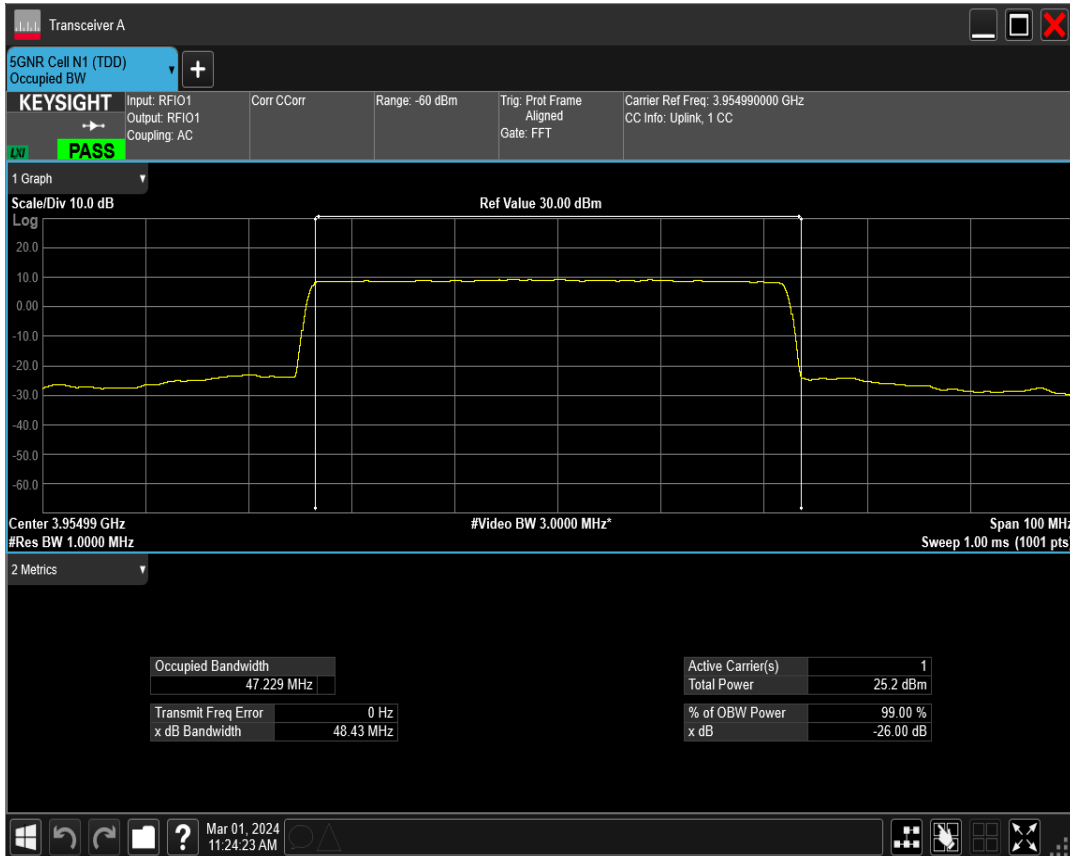 Transceiver A
5GNR Cell N1 (TDD)
Occupied BW
+
KEYSIGHT
LXI
PASS
Input: RFIO1
Output: RFIO1
Coupling: AC
Corr CCorr
Range: -60 dBm
Trig: Prot Frame
Aligned
Gate: FFT
Carrier Ref Freq: 3.954990000 GHz
CC Info: Uplink, 1 CC
1 Graph
Scale/Div 10.0 dB
Ref Value 30.00 dBm
Log
20.0
10.0
0.00
-10.0
-20.0
-30.0
-40.0
-50.0
-60.0
Center 3.95499 GHz
#Video BW 3.0000 MHz*
Span 100 MHz
#Res BW 1.0000 MHz
Sweep 1.00 ms (1001 pts)
2 Metrics
Occupied Bandwidth
47.229 MHz
Transmit Freq Error 0 Hz
x dB Bandwidth 48.43 MHz
Active Carrier(s) 1
Total Power 25.2 dBm
% of OBW Power 99.00 %
x dB -26.00 dB
?
Mar 01, 2024
11:24:23 AM